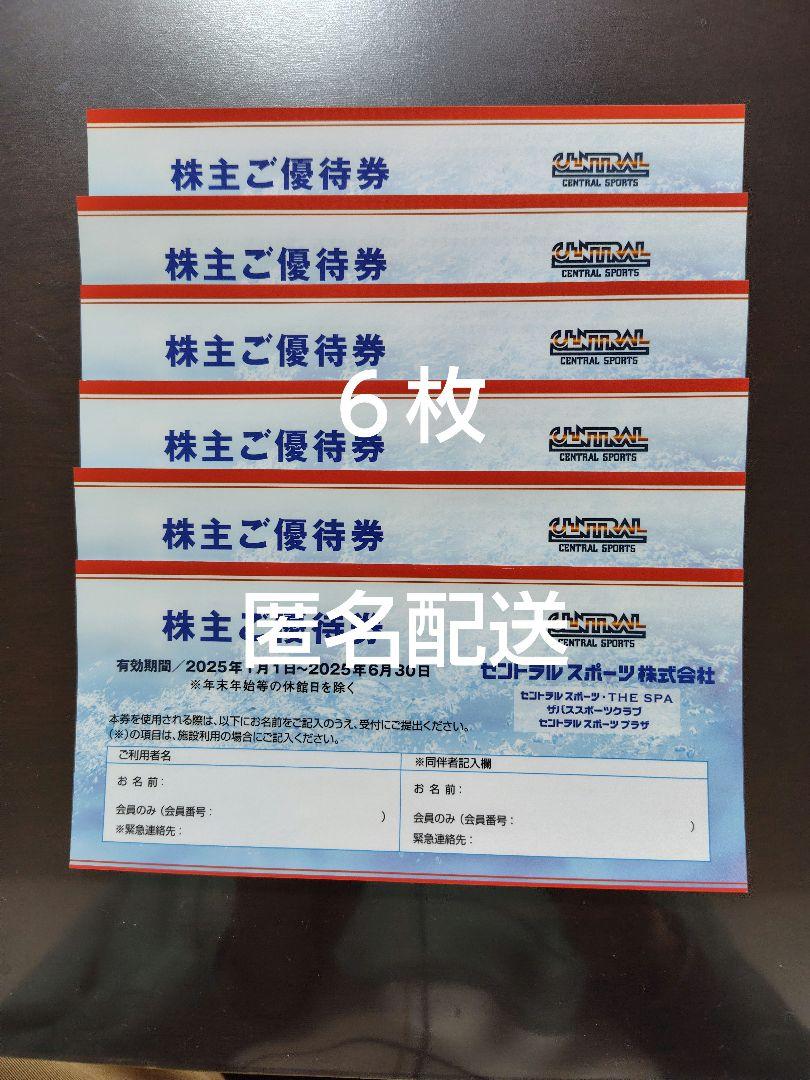 株主ご優待券
CENTRAL
CENTRAL SPORTS
株主ご優待券
CENTRAL
CENTRAL SPORTS
株主ご優待券
CENTRAL
CENTRAL SPORTS
6枚
株主ご優待券
CENTRAL
CENTRAL SPORTS
株主ご優待券
CENTRAL
CENTRAL SPORTS
匿名配送
株主ご優待券
CENTRAL
CENTRAL SPORTS
有効期間／2025年1月1日~2025年6月30日
※年末年始等の休館日を除く
セントラルスポーツ株式会社
セントラルスポーツ・THE SPA
ザバススポーツクラブ
セントラルスポーツ プラザ
本券を使用される際は、以下にお名前をご記入のうえ、受付にご提出ください。
(※)の項目は、施設利用の場合にご記入ください。
ご利用者名
お名前：
会員のみ（会員番号： ）
※緊急連絡先：
※同伴者記入欄
お名前：
会員のみ（会員番号： ）
緊急連絡先：